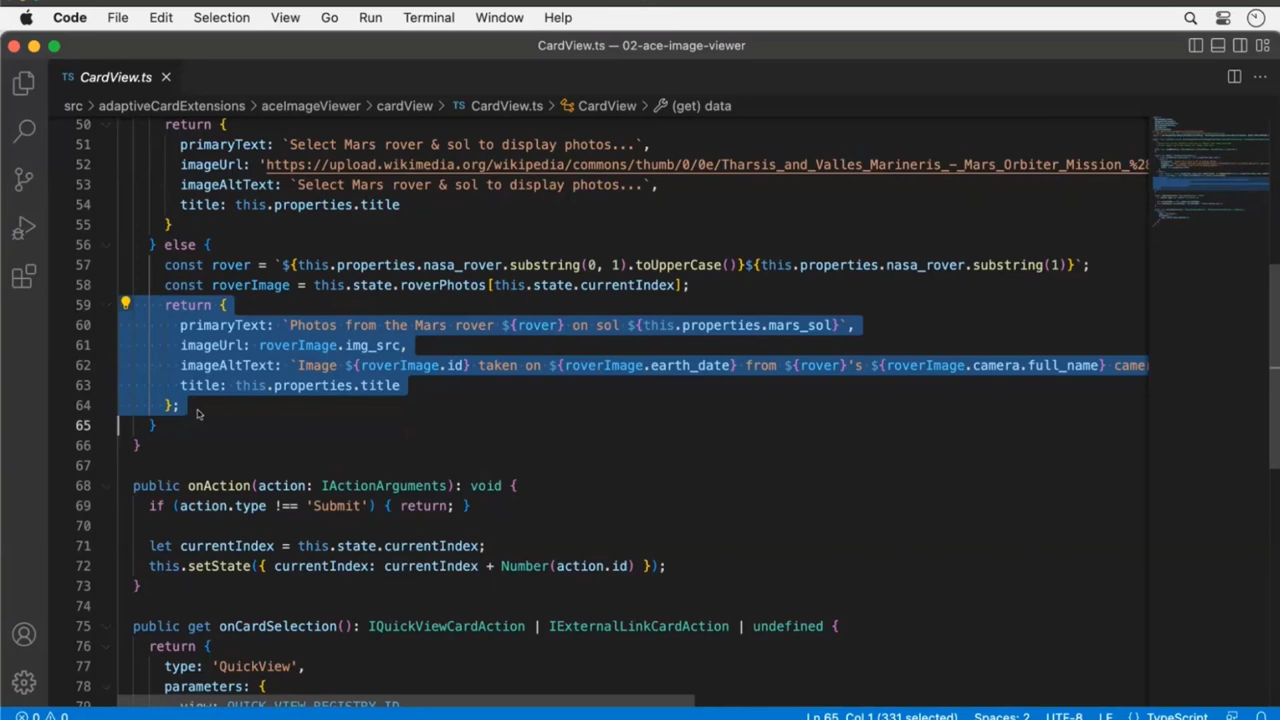 Code File Edit Selection View Go Run Terminal Window Help
CardView.ts — 02-ace-image-viewer
TS CardView.ts
src > adaptiveCardExtensions > aceImageViewer > cardView > TS CardView.ts > CardView > (get) data
50 return {
51 primaryText: `Select Mars rover & sol to display photos...`,
52 imageUrl: 'https://upload.wikimedia.org/wikipedia/commons/thumb/0/0e/Tharsis_and_Valles_Marineris_-_Mars_Orbiter_Mission_%28
53 imageAltText: `Select Mars rover & sol to display photos...`,
54 title: this.properties.title
55 }
56 } else {
57 const rover = `${this.properties.nasa_rover.substring(0, 1).toUpperCase()}${this.properties.nasa_rover.substring(1)}`;
58 const roverImage = this.state.roverPhotos[this.state.currentIndex];
59 return {
60 primaryText: `Photos from the Mars rover ${rover} on sol ${this.properties.mars_sol}`,
61 imageUrl: roverImage.img_src,
62 imageAltText: `Image ${roverImage.id} taken on ${roverImage.earth_date} from ${rover}'s ${roverImage.camera.full_name} came
63 title: this.properties.title
64 };
65 }
66 }
67
68 public onAction(action: IActionArguments): void {
69 if (action.type !== 'Submit') { return; }
70
71 let currentIndex = this.state.currentIndex;
72 this.setState({ currentIndex: currentIndex + Number(action.id) });
73 }
74
75 public get onCardSelection(): IQuickViewCardAction | IExternalLinkCardAction | undefined {
76 return {
77 type: 'QuickView',
78 parameters: {
79 view: QUICK_VIEW_REGISTRY_ID
0 0 Ln 65, Col 1 (331 selected) Spaces: 2 UTF-8 LF {} TypeScript